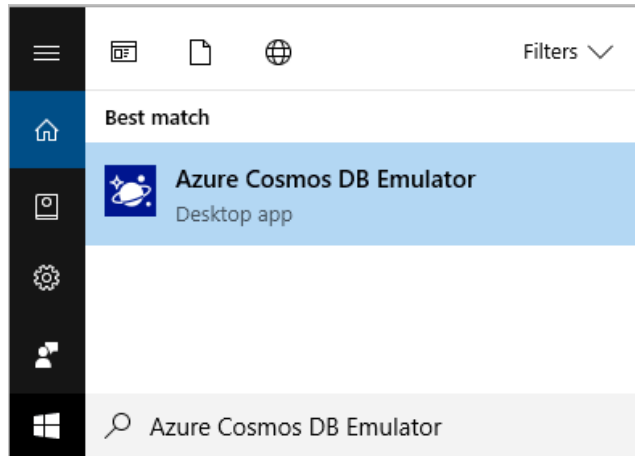 Filters
Best match
Azure Cosmos DB Emulator
Desktop app
Azure Cosmos DB Emulator